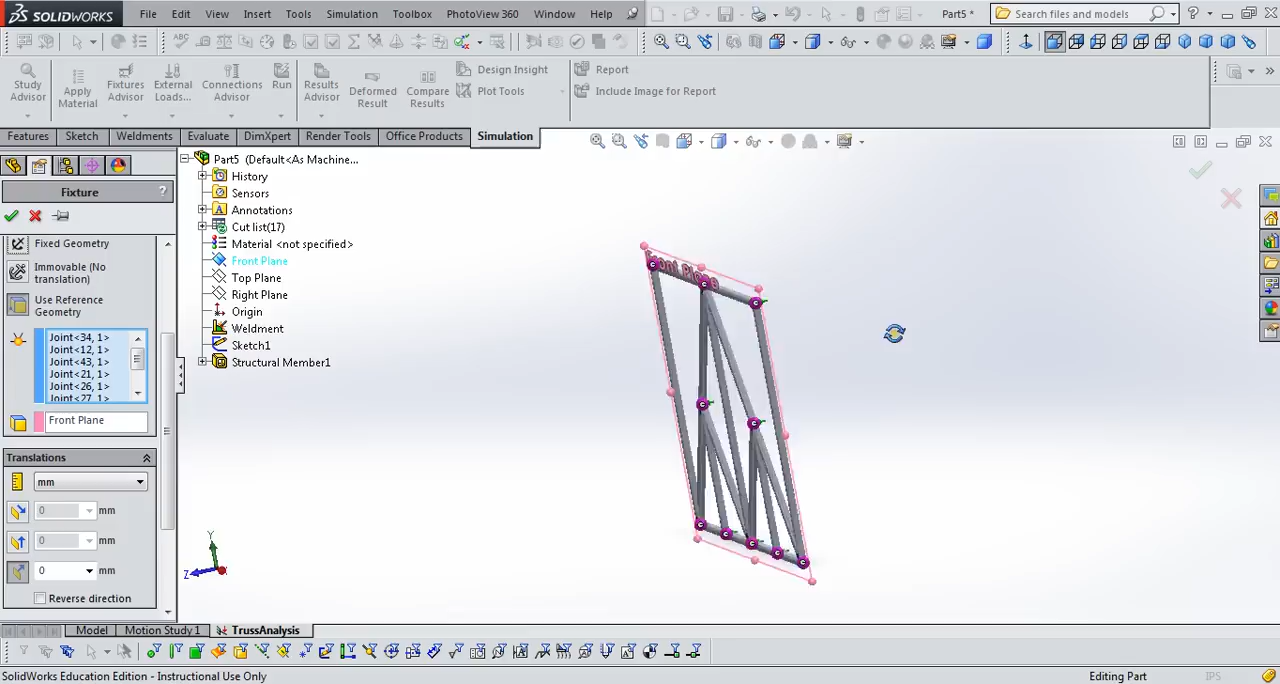 SOLIDWORKS File Edit View Insert Tools Simulation Toolbox PhotoView 360 Window Help Part5 * Search files and models
Study Advisor
Apply Material
Fixtures Advisor
External Loads...
Connections Advisor
Run
Results Advisor
Deformed Result
Compare Results
Design Insight
Plot Tools
Report
Include Image for Report
Features Sketch Weldments Evaluate DimXpert Render Tools Office Products Simulation
Fixture ?
Fixed Geometry
Immovable (No translation)
Use Reference Geometry
Joint<34, 1>
Joint<12, 1>
Joint<43, 1>
Joint<21, 1>
Joint<26, 1>
Joint<27, 1>
Front Plane
Translations
mm
0 mm
0 mm
0 mm
Reverse direction
Part5 (Default<As Machine...
History
Sensors
Annotations
Cut list(17)
Material <not specified>
Front Plane
Top Plane
Right Plane
Origin
Weldment
Sketch1
Structural Member1
Front Plane
Y
Z
Model Motion Study 1 TrussAnalysis
SolidWorks Education Edition - Instructional Use Only
Editing Part IPS